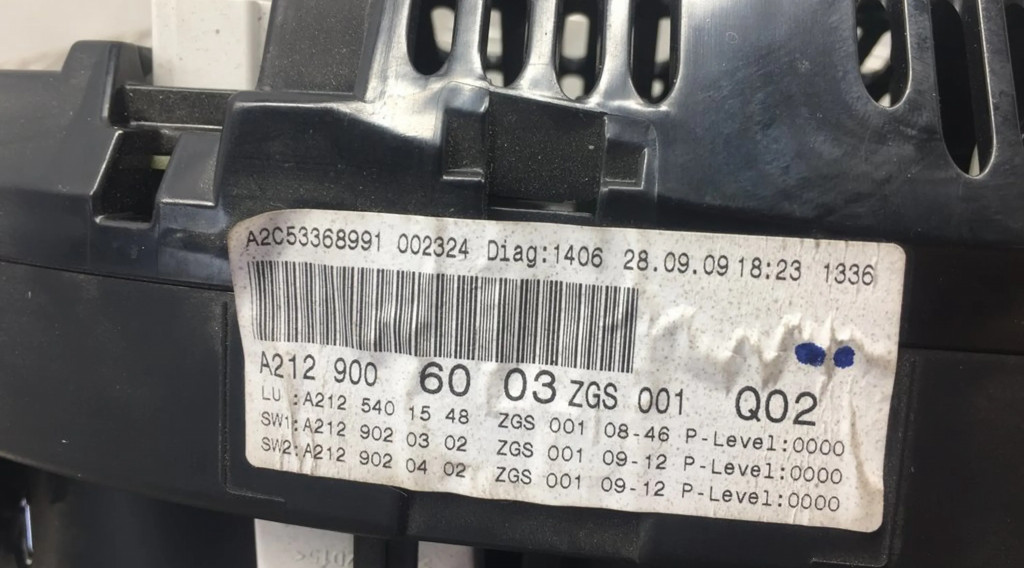 A2C53368991 002324 Diag:1406 28.09.09 18:23 1336
A212 900 60 03 ZGS 001 Q02
LU :A212 540 15 48 ZGS 001 08-46 P-Level:0000
SW1:A212 902 03 02 ZGS 001 09-12 P-Level:0000
SW2:A212 902 04 02 ZGS 001 09-12 P-Level:0000